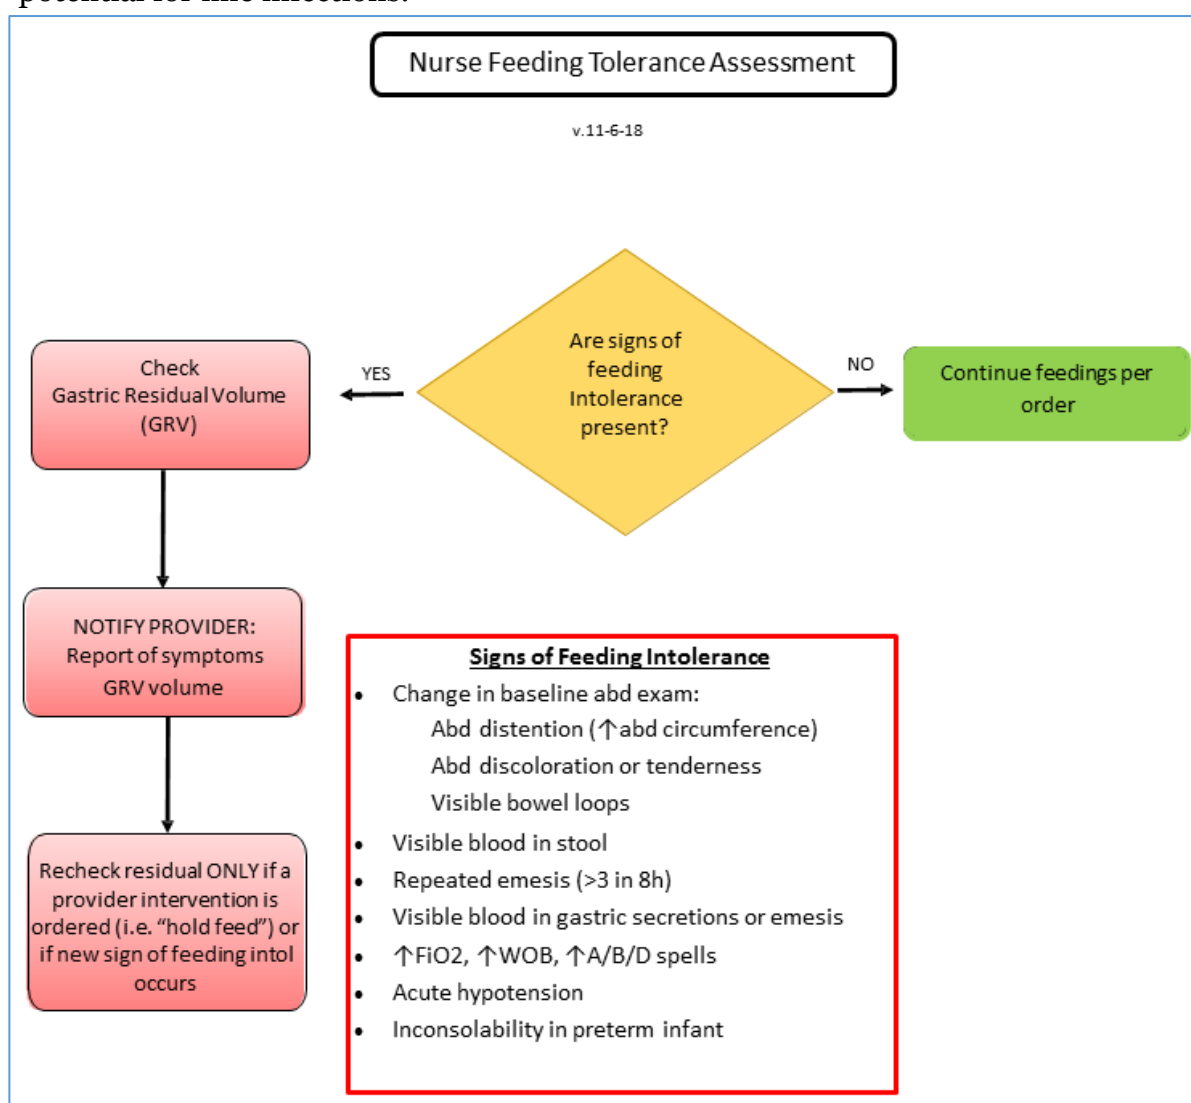 potential for line infections.
Nurse Feeding Tolerance Assessment
v.11-6-18
Are signs of
feeding
Intolerance
present?
YES
NO
Check
Gastric Residual Volume
(GRV)
Continue feedings per
order
NOTIFY PROVIDER:
Report of symptoms
GRV volume
Recheck residual ONLY if a
provider intervention is
ordered (i.e. “hold feed”) or
if new sign of feeding intol
occurs
Signs of Feeding Intolerance
• Change in baseline abd exam:
Abd distention (↑abd circumference)
Abd discoloration or tenderness
Visible bowel loops
• Visible blood in stool
• Repeated emesis (>3 in 8h)
• Visible blood in gastric secretions or emesis
• ↑FiO2, ↑WOB, ↑A/B/D spells
• Acute hypotension
• Inconsolability in preterm infant